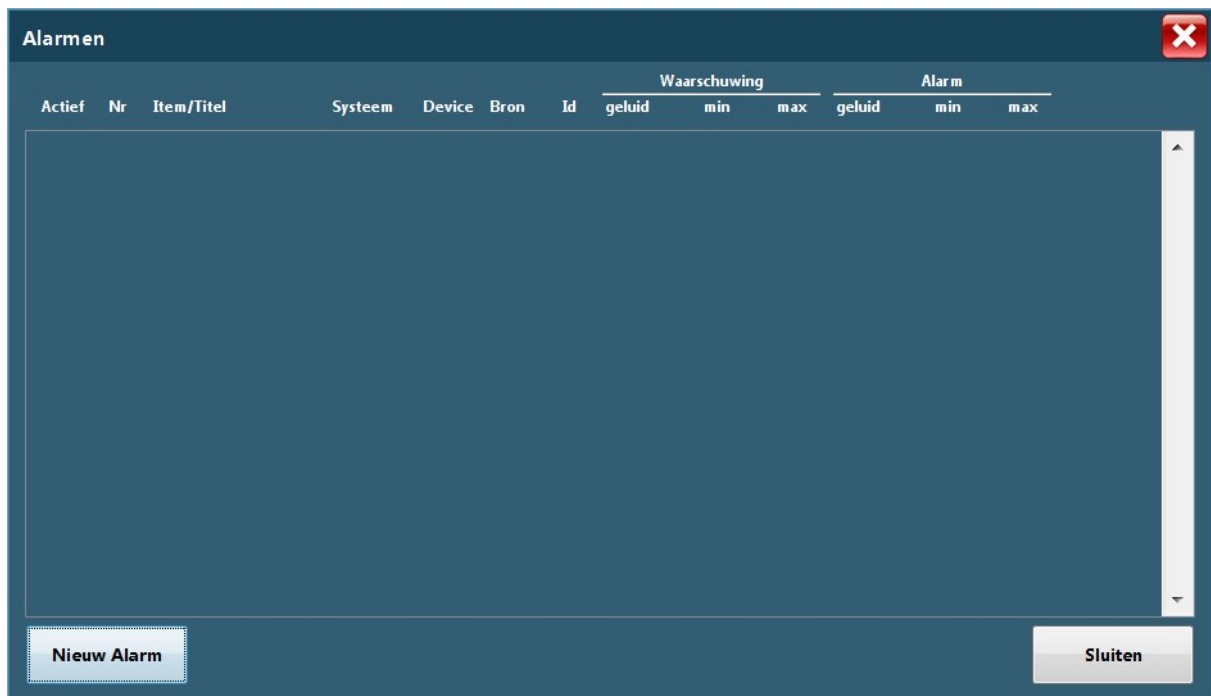 Alarmen
Waarschuwing Alarm
Actief Nr Item/Titel Systeem Device Bron Id geluid min max geluid min max
Nieuw Alarm Sluiten